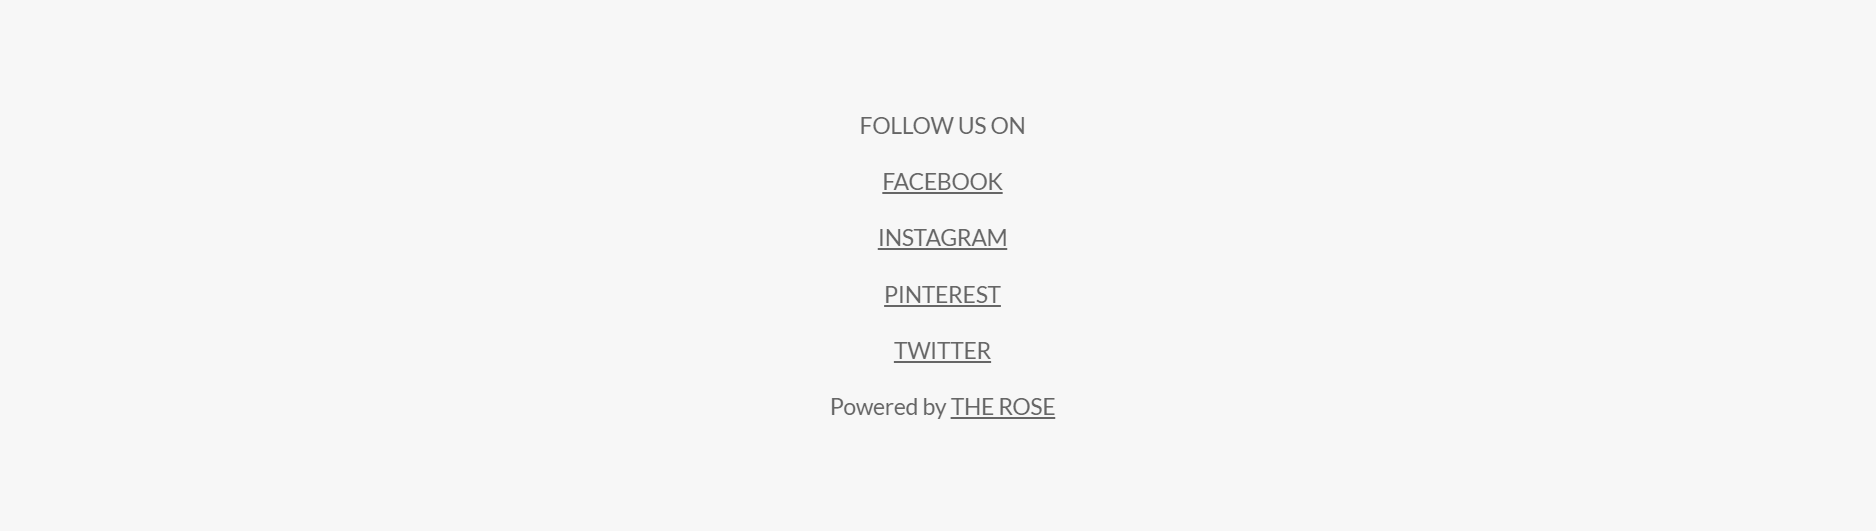 FOLLOW US ON
FACEBOOK
INSTAGRAM
PINTEREST
TWITTER
Powered by THE ROSE